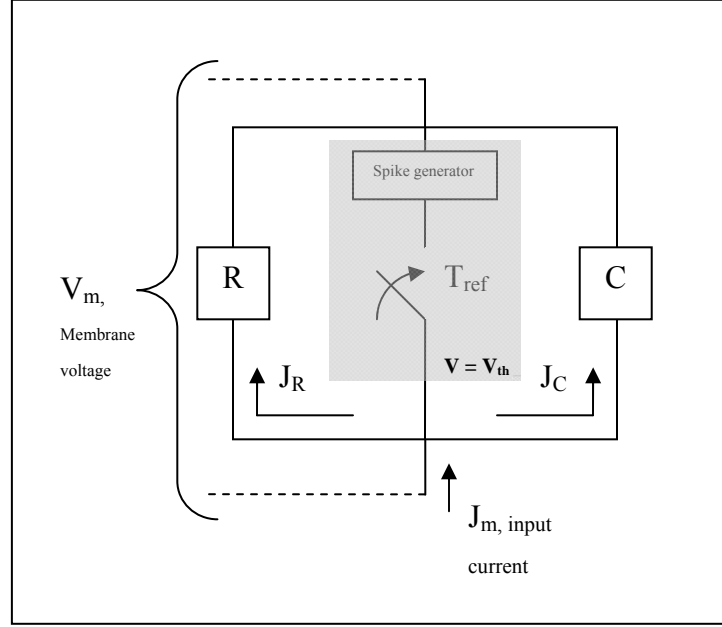 Spike generator
R
C
T_ref
V_m,
Membrane
voltage
V = V_th
J_R
J_C
J_m, input
current